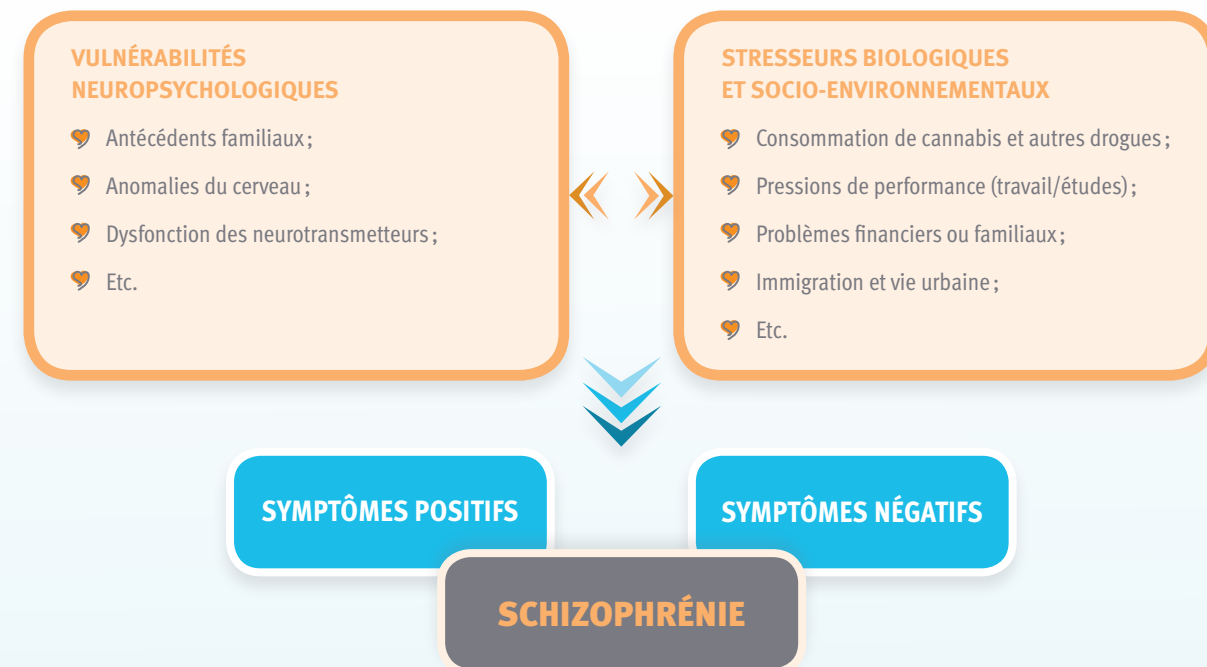 VULNÉRABILITÉS
NEUROPSYCHOLOGIQUES
Antécédents familiaux ;
Anomalies du cerveau ;
Dysfonction des neurotransmetteurs ;
Etc.
STRESSEURS BIOLOGIQUES
ET SOCIO-ENVIRONNEMENTAUX
Consommation de cannabis et autres drogues ;
Pressions de performance (travail/études) ;
Problèmes financiers ou familiaux ;
Immigration et vie urbaine ;
Etc.
SYMPTÔMES POSITIFS
SYMPTÔMES NÉGATIFS
SCHIZOPHRÉNIE